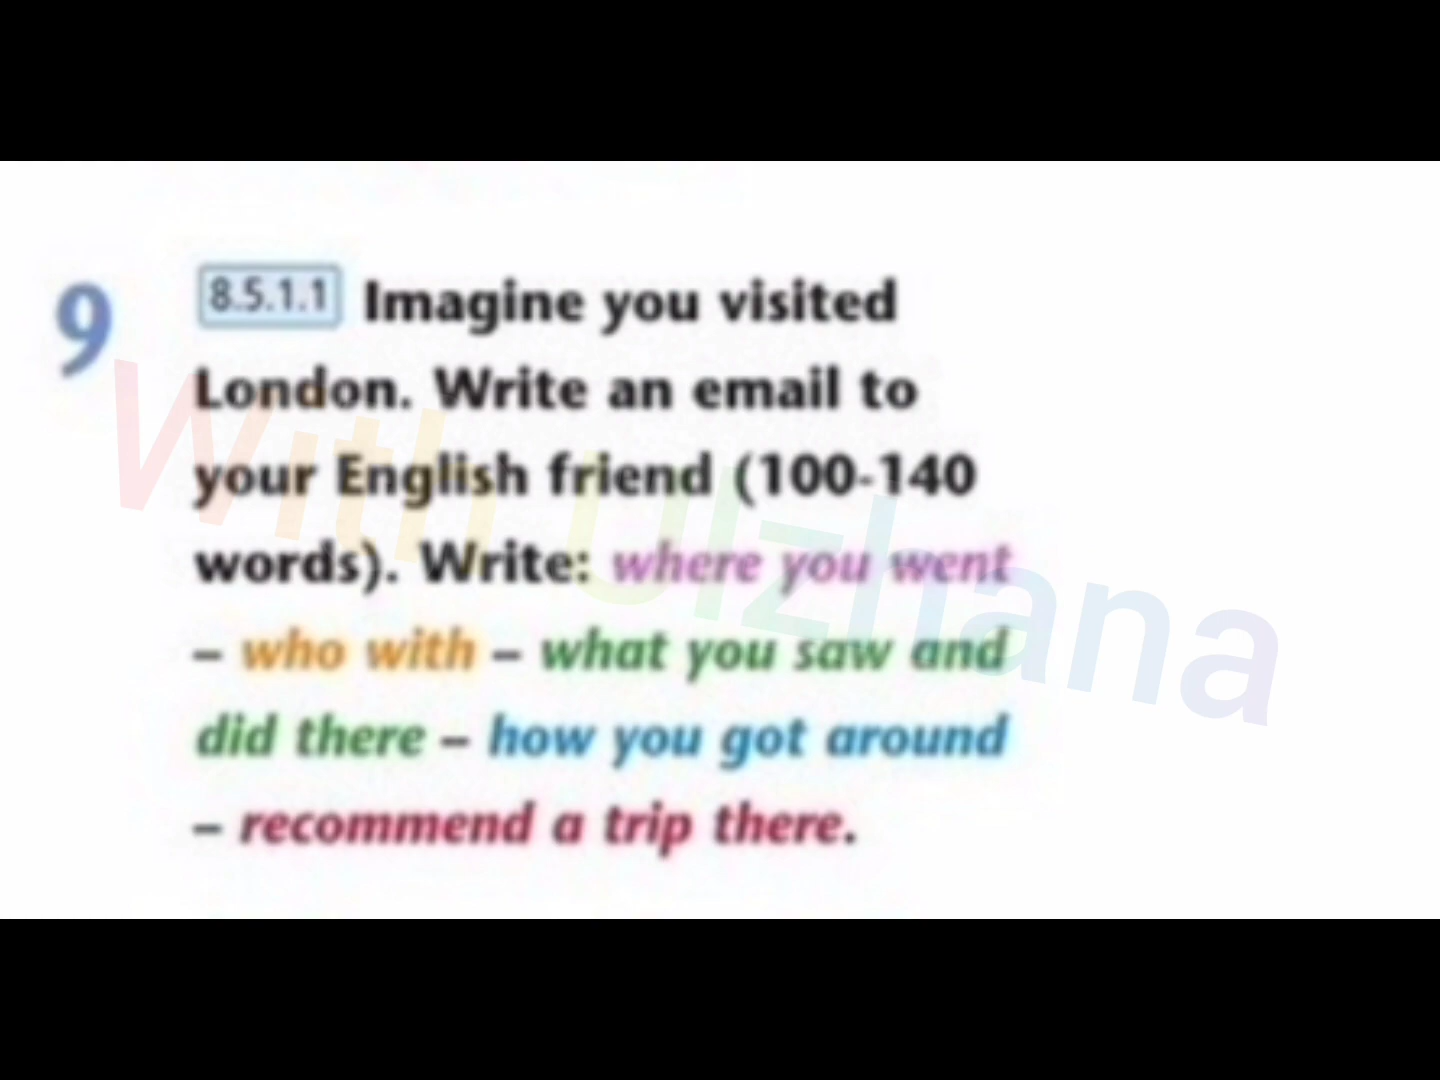 9
8.5.1.1 Imagine you visited
London. Write an email to
your English friend (100-140
words). Write: where you went
– who with – what you saw and
did there – how you got around
– recommend a trip there.
With Ulzhana